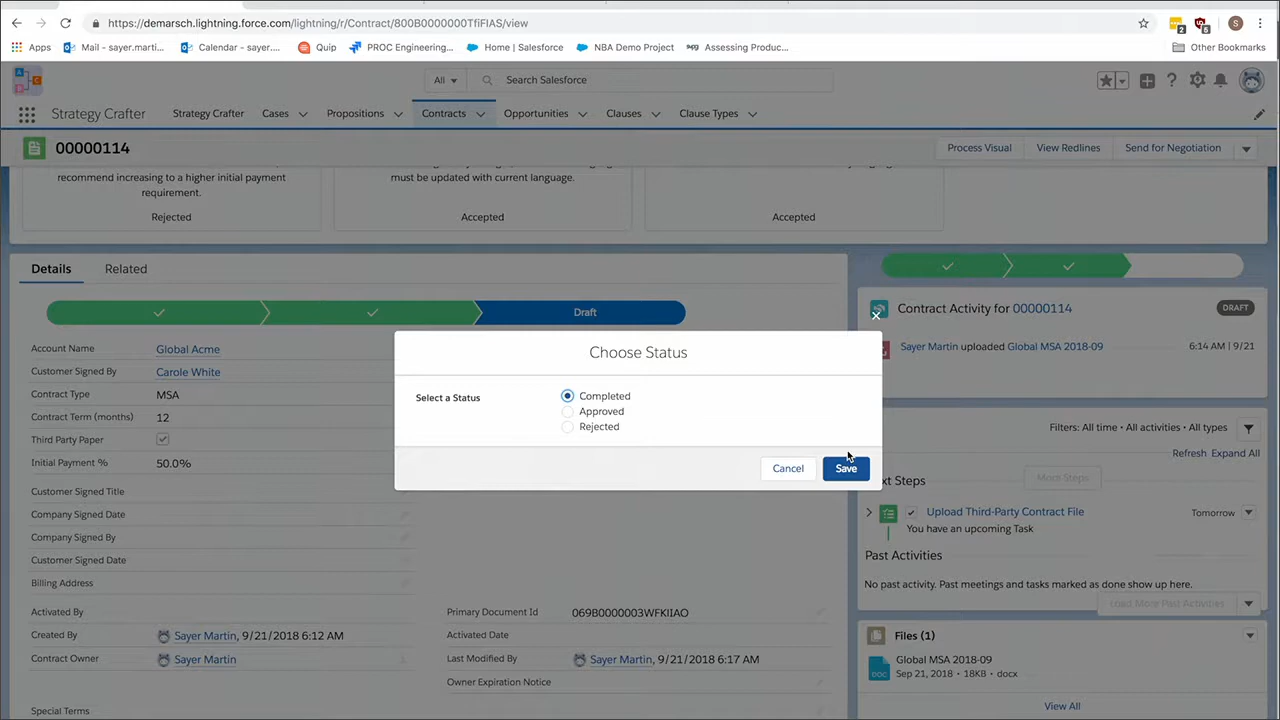 https://demarsch.lightning.force.com/lightning/r/Contract/800B0000000TfiFIAS/view
2
5
S
Apps
Mail - sayer.marti...
Calendar - sayer....
Quip
PROC Engineering...
Home | Salesforce
NBA Demo Project
Assessing Produc...
Other Bookmarks
All
Search Salesforce
Strategy Crafter
Strategy Crafter
Cases
Propositions
Contracts
Opportunities
Clauses
Clause Types
00000114
Process Visual
View Redlines
Send for Negotiation
recommend increasing to a higher initial payment
requirement.
Rejected
must be updated with current language.
Accepted
Accepted
Details
Related
Draft
Account Name
Global Acme
Customer Signed By
Carole White
Contract Type
MSA
Contract Term (months)
12
Third Party Paper
Initial Payment %
50.0%
Customer Signed Title
Company Signed Date
Company Signed By
Customer Signed Date
Billing Address
Activated By
Created By
Sayer Martin, 9/21/2018 6:12 AM
Contract Owner
Sayer Martin
Special Terms
Primary Document Id
069B0000003WFKIIAO
Activated Date
Last Modified By
Sayer Martin, 9/21/2018 6:17 AM
Owner Expiration Notice
Choose Status
Select a Status
Completed
Approved
Rejected
Cancel
Save
Contract Activity for 00000114
DRAFT
Sayer Martin uploaded Global MSA 2018-09
6:14 AM | 9/21
Filters: All time • All activities • All types
Refresh Expand All
xt Steps
More Steps
Upload Third-Party Contract File
Tomorrow
You have an upcoming Task
Past Activities
No past activity. Past meetings and tasks marked as done show up here.
Load More Past Activities
Files (1)
DOC
Global MSA 2018-09
Sep 21, 2018 • 18KB • docx
View All